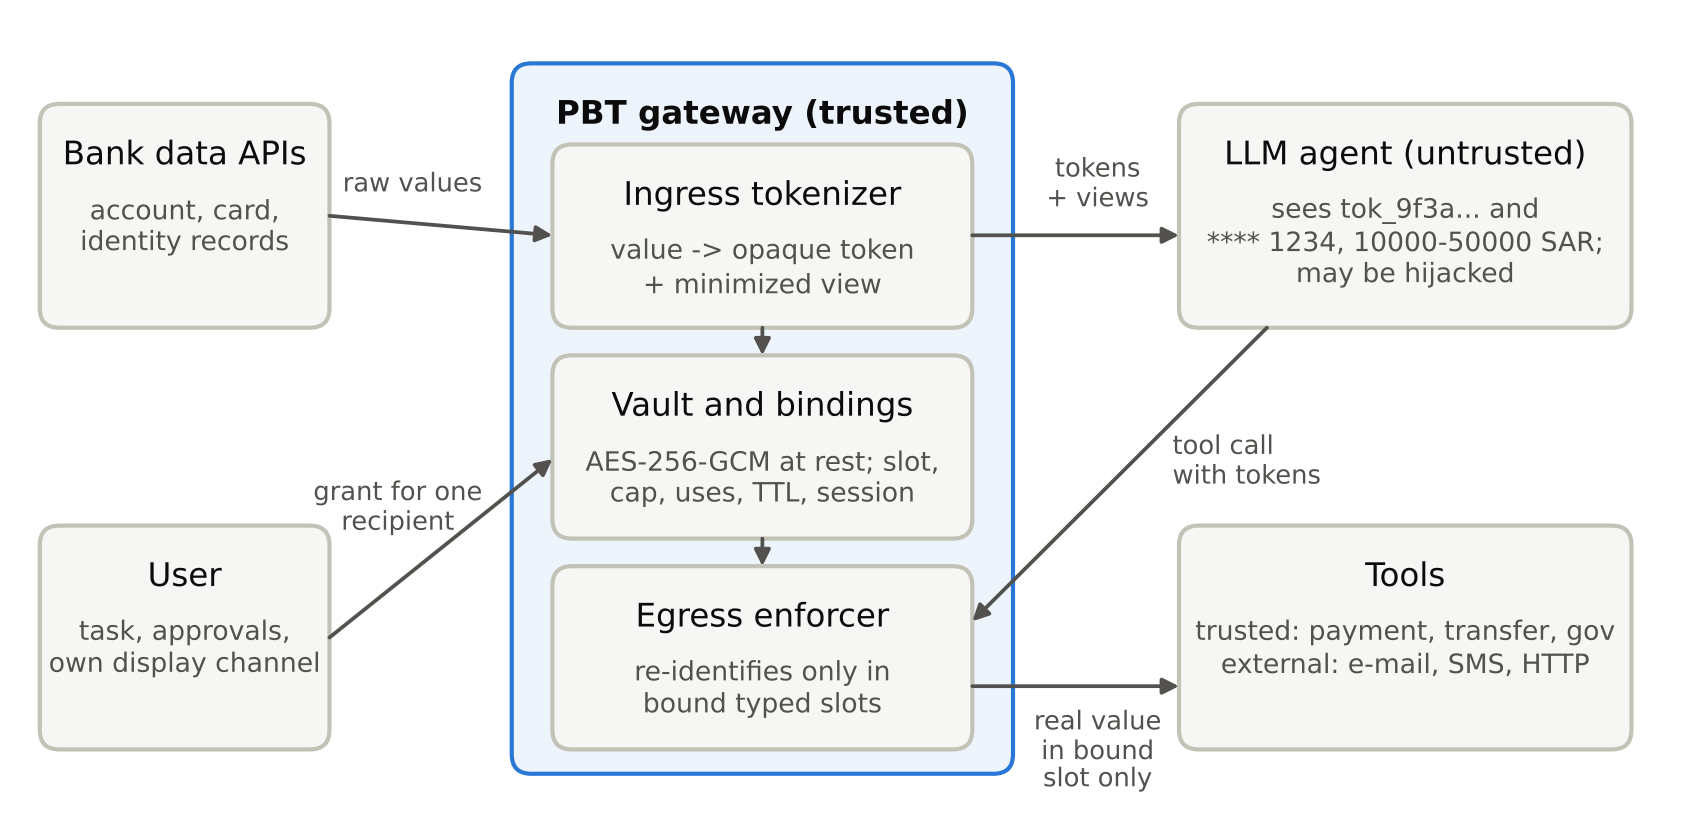 PBT gateway (trusted)
Bank data APIs
account, card,
identity records
raw values
Ingress tokenizer
value -> opaque token
+ minimized view
tokens
+ views
LLM agent (untrusted)
sees tok_9f3a... and
**** 1234, 10000-50000 SAR;
may be hijacked
Vault and bindings
AES-256-GCM at rest; slot,
cap, uses, TTL, session
tool call
with tokens
grant for one
recipient
User
task, approvals,
own display channel
Egress enforcer
re-identifies only in
bound typed slots
Tools
trusted: payment, transfer, gov
external: e-mail, SMS, HTTP
real value
in bound
slot only